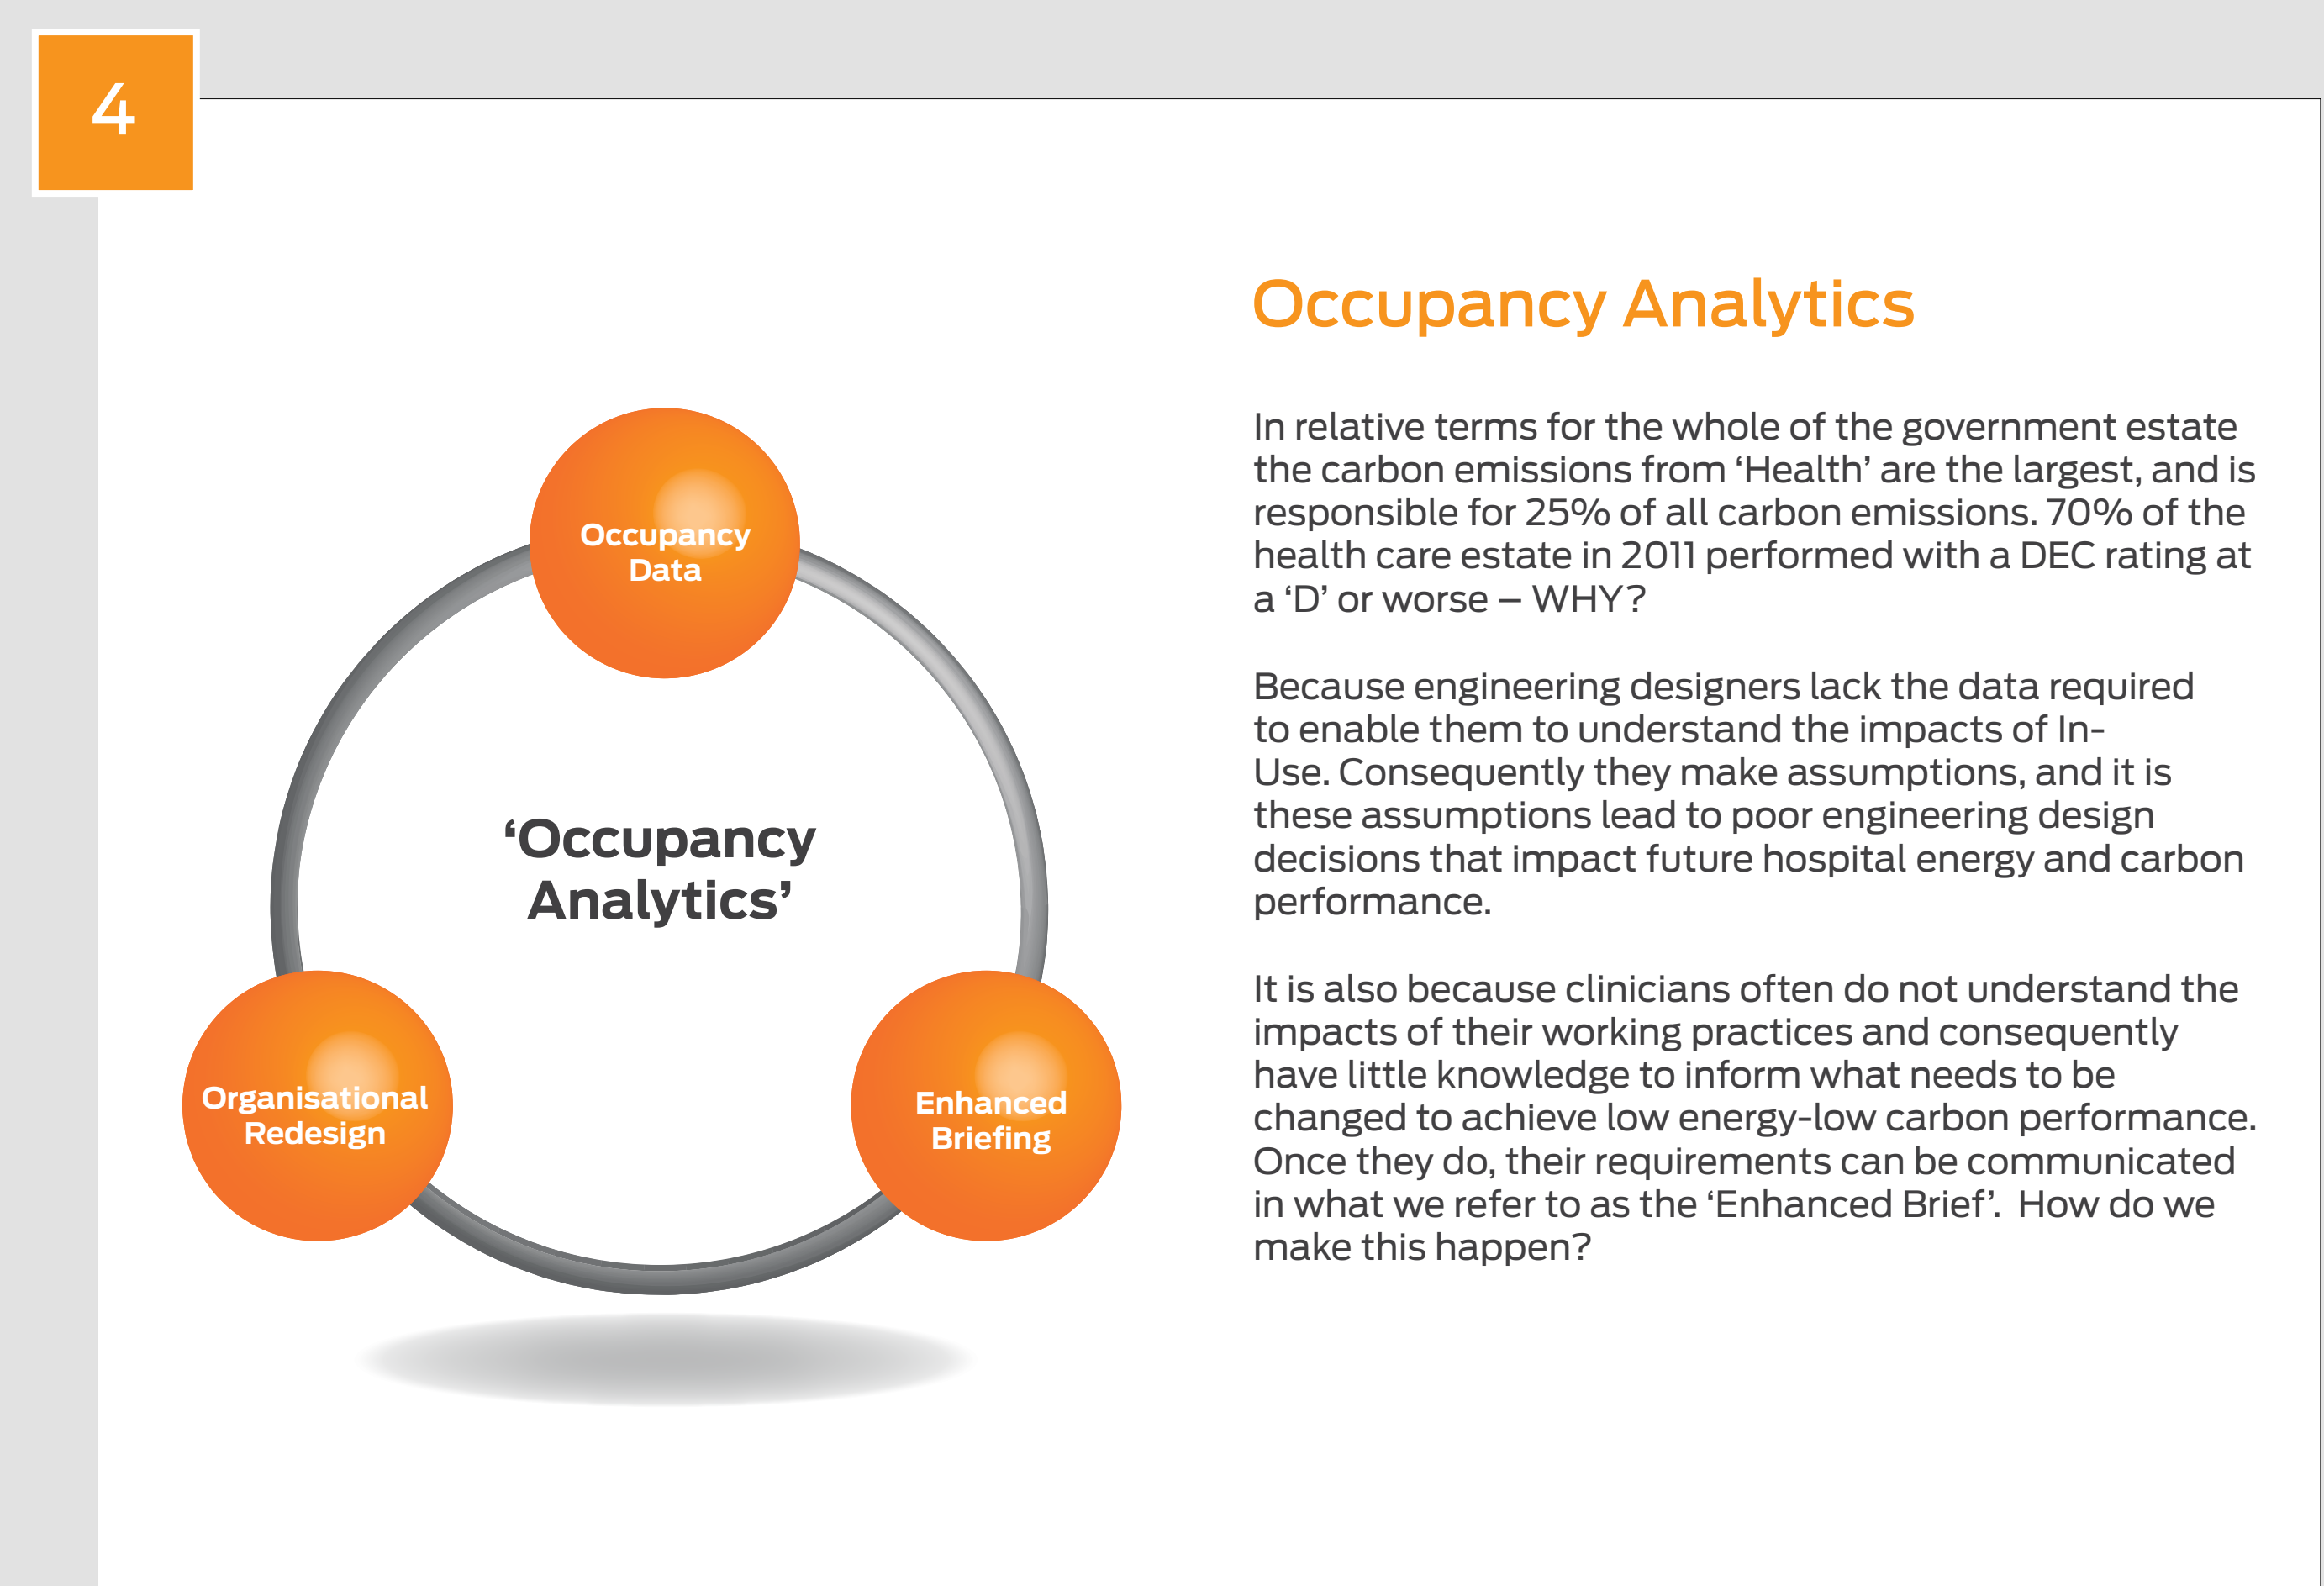 4
Occupancy
Data
‘Occupancy
Analytics’
Organisational
Redesign
Enhanced
Briefing
Occupancy Analytics
In relative terms for the whole of the government estate
the carbon emissions from ‘Health’ are the largest, and is
responsible for 25% of all carbon emissions. 70% of the
health care estate in 2011 performed with a DEC rating at
a ‘D’ or worse – WHY?
Because engineering designers lack the data required
to enable them to understand the impacts of In-
Use. Consequently they make assumptions, and it is
these assumptions lead to poor engineering design
decisions that impact future hospital energy and carbon
performance.
It is also because clinicians often do not understand the
impacts of their working practices and consequently
have little knowledge to inform what needs to be
changed to achieve low energy-low carbon performance.
Once they do, their requirements can be communicated
in what we refer to as the ‘Enhanced Brief’.  How do we
make this happen?